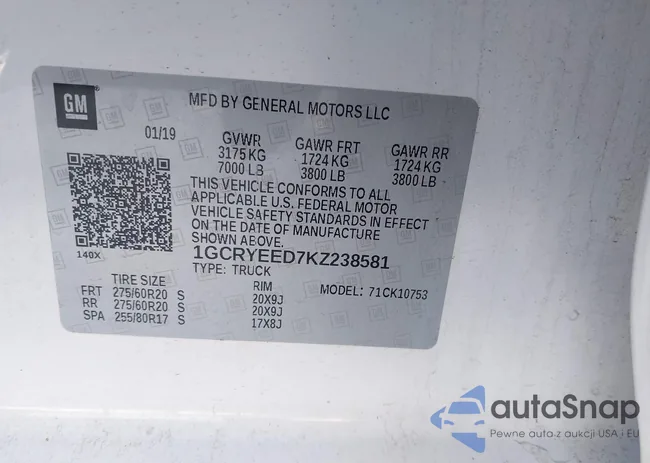 GM
MFD BY GENERAL MOTORS LLC
01/19
GVWR GAWR FRT GAWR RR
3175 KG 1724 KG 1724 KG
7000 LB 3800 LB 3800 LB
THIS VEHICLE CONFORMS TO ALL
APPLICABLE U.S. FEDERAL MOTOR
VEHICLE SAFETY STANDARDS IN EFFECT
ON THE DATE OF MANUFACTURE
SHOWN ABOVE.
140X
1GCRYEED7KZ238581
TYPE: TRUCK
TIRE SIZE RIM MODEL: 71CK10753
FRT 275/60R20 S 20X9J
RR 275/60R20 S 20X9J
SPA 255/80R17 S 17X8J
autaSnap
Pewne auta z aukcji USA i EU